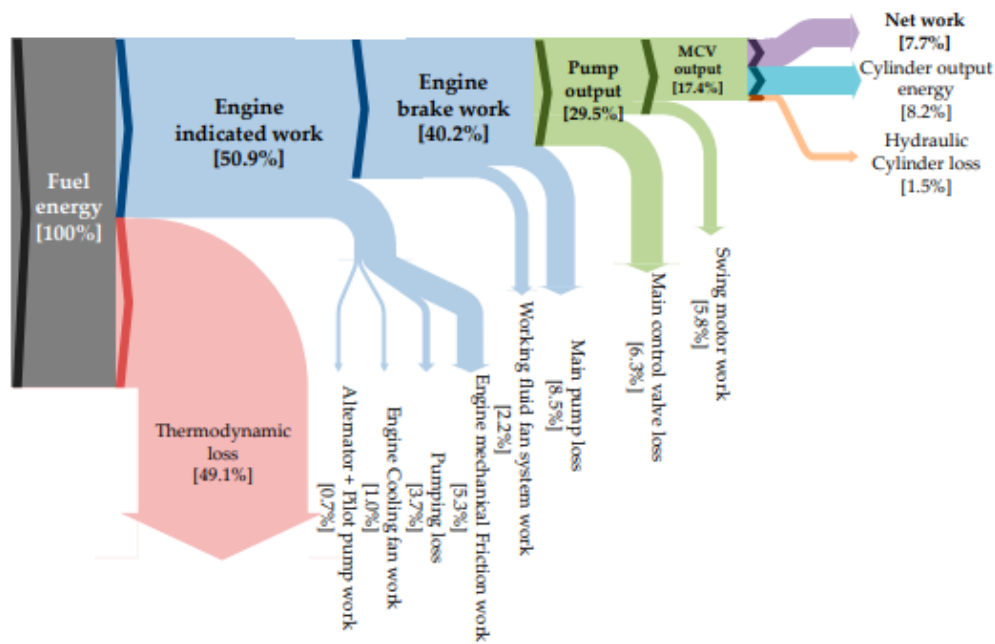 Fuel
energy
[100%]
Engine
indicated work
[50.9%]
Engine
brake work
[40.2%]
Pump
output
[29.5%]
MCV
output
[17.4%]
Net work
[7.7%]
Cylinder output
energy
[8.2%]
Hydraulic
Cylinder loss
[1.5%]
Thermodynamic
loss
[49.1%]
Alternator + Pilot pump work
[0.7%]
Engine Cooling fan work
[1.0%]
Pumping loss
[3.7%]
Engine mechanical Friction work
[5.3%]
Working fluid fan system work
[2.2%]
Main pump loss
[8.5%]
Main control valve loss
[6.3%]
Swing motor work
[5.8%]